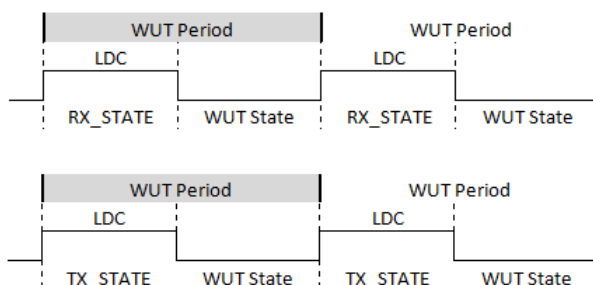 WUT Period WUT Period
LDC LDC
RX_STATE WUT State RX_STATE WUT State
WUT Period WUT Period
LDC LDC
TX_STATE WUT State TX_STATE WUT State